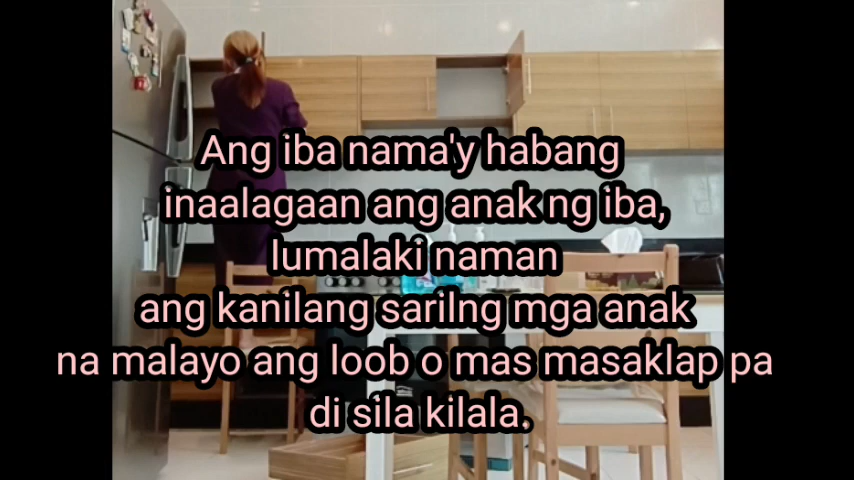 Ang iba nama'y habang
inaalagaan ang anak ng iba,
lumalaki naman
ang kanilang sarilng mga anak
na malayo ang loob o mas masaklap pa
di sila kilala.